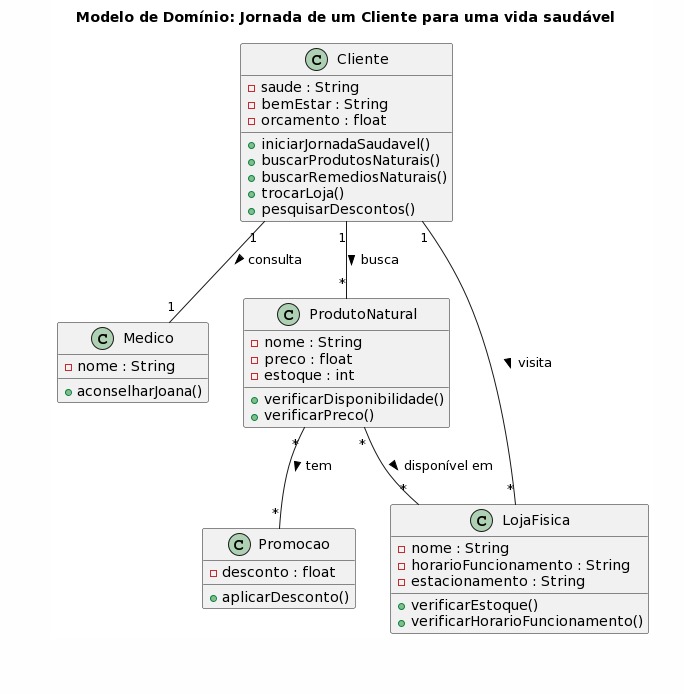 Modelo de Domínio: Jornada de um Cliente para uma vida saudável
C Cliente
saude : String
bemEstar : String
orcamento : float
iniciarJornadaSaudavel()
buscarProdutosNaturais()
buscarRemediosNaturais()
trocarLoja()
pesquisarDescontos()
1 1 1
consulta
busca
*
1
visita
C Medico
nome : String
aconselharJoana()
C ProdutoNatural
nome : String
preco : float
estoque : int
verificarDisponibilidade()
verificarPreco()
* *
tem
disponível em
* * *
C Promocao
desconto : float
aplicarDesconto()
C LojaFisica
nome : String
horarioFuncionamento : String
estacionamento : String
verificarEstoque()
verificarHorarioFuncionamento()